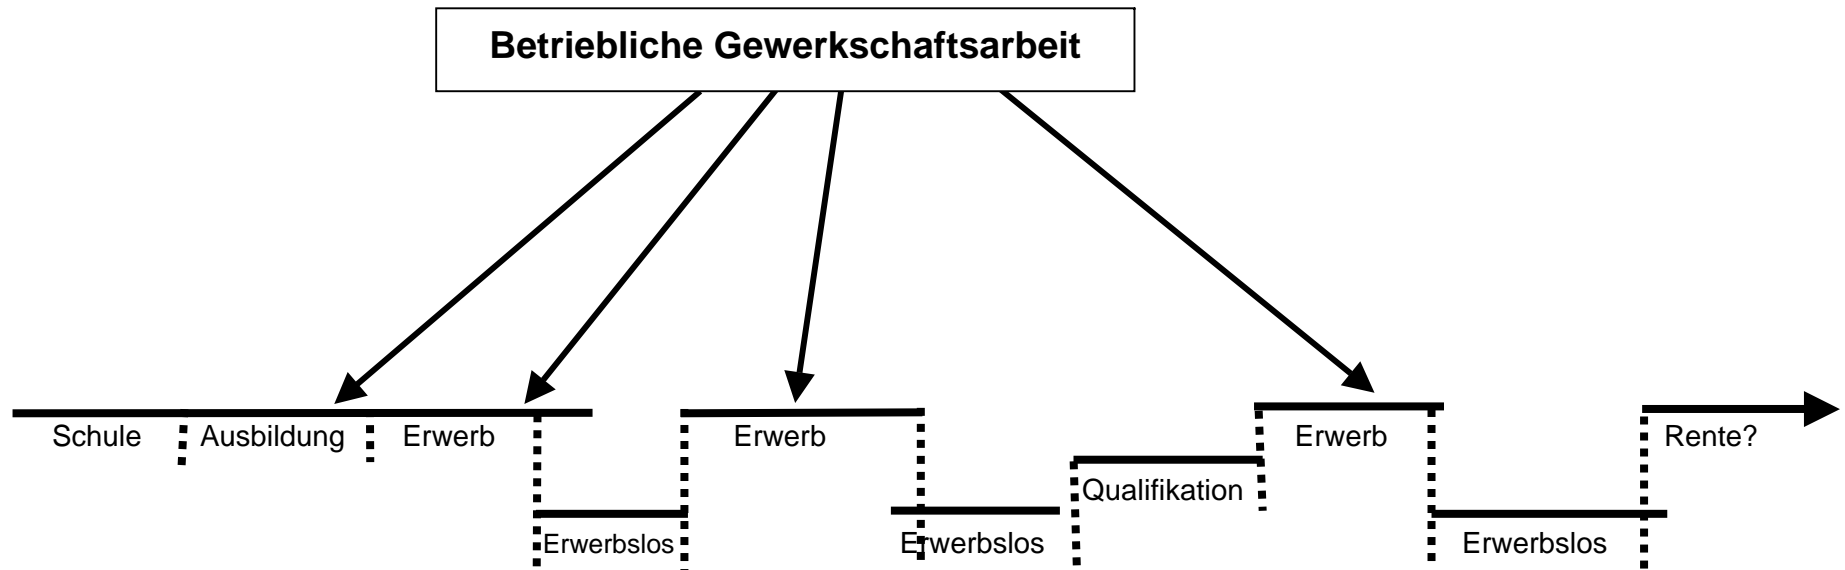 Betriebliche Gewerkschaftsarbeit
Schule Ausbildung Erwerb Erwerb Erwerb Rente?
Qualifikation
Erwerbslos Erwerbslos Erwerbslos